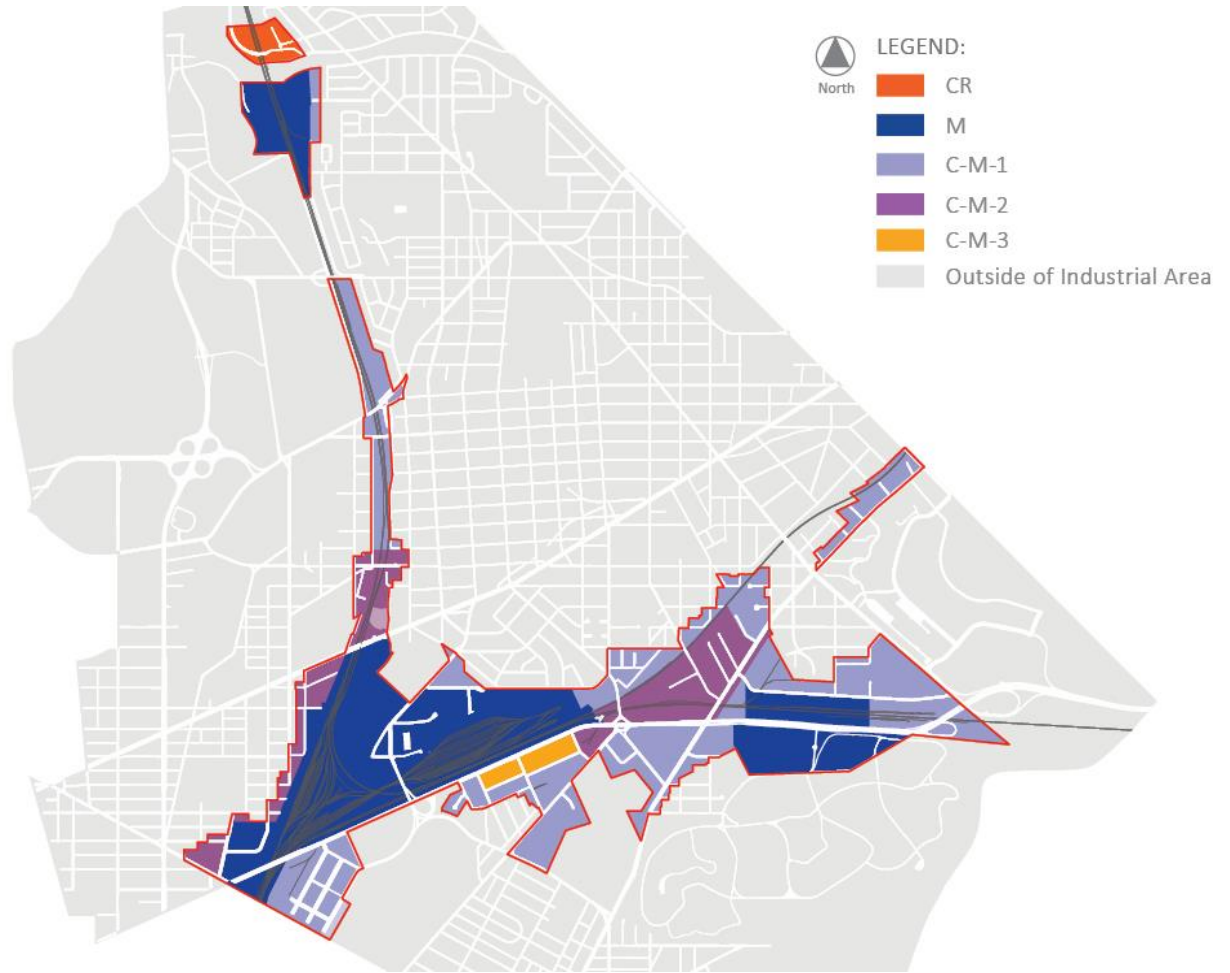 LEGEND:
North
CR
M
C-M-1
C-M-2
C-M-3
Outside of Industrial Area